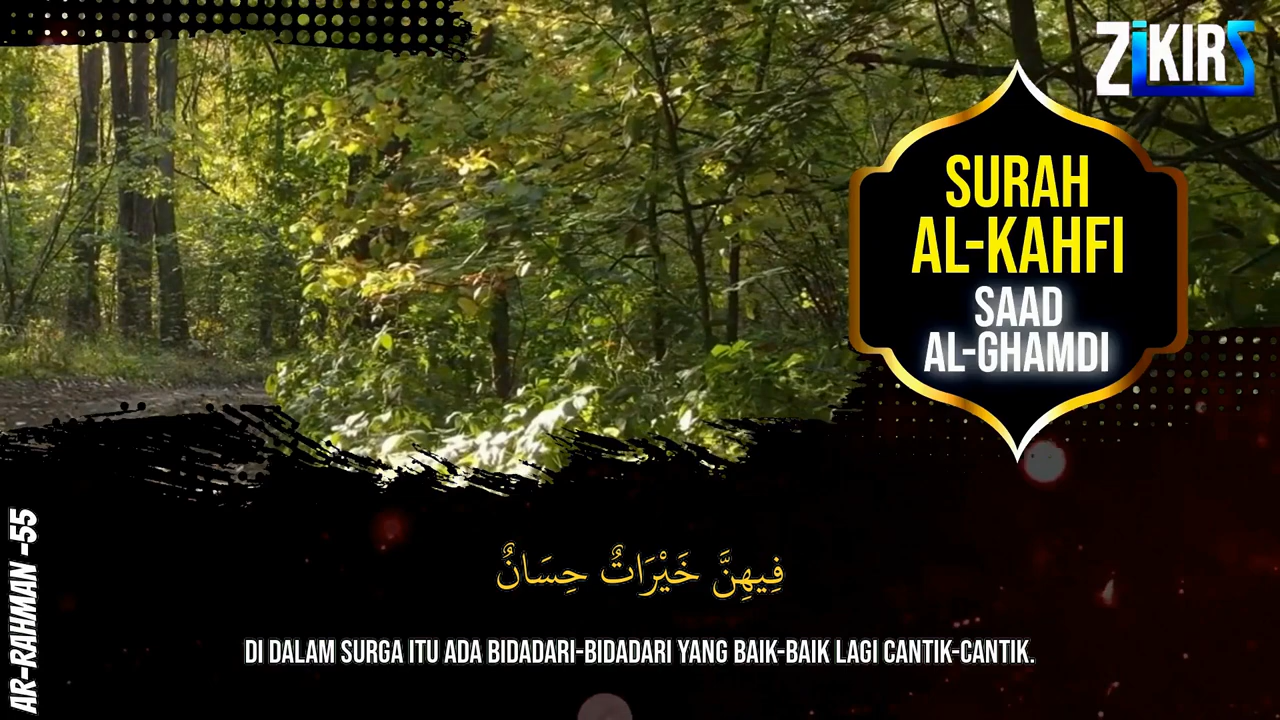 ZIKIRS
SURAH
AL-KAHFI
SAAD
AL-GHAMDI
فِيهِنَّ خَيْرَاتٌ حِسَانٌ
DI DALAM SURGA ITU ADA BIDADARI-BIDADARI YANG BAIK-BAIK LAGI CANTIK-CANTIK.
AR-RAHMAN -55